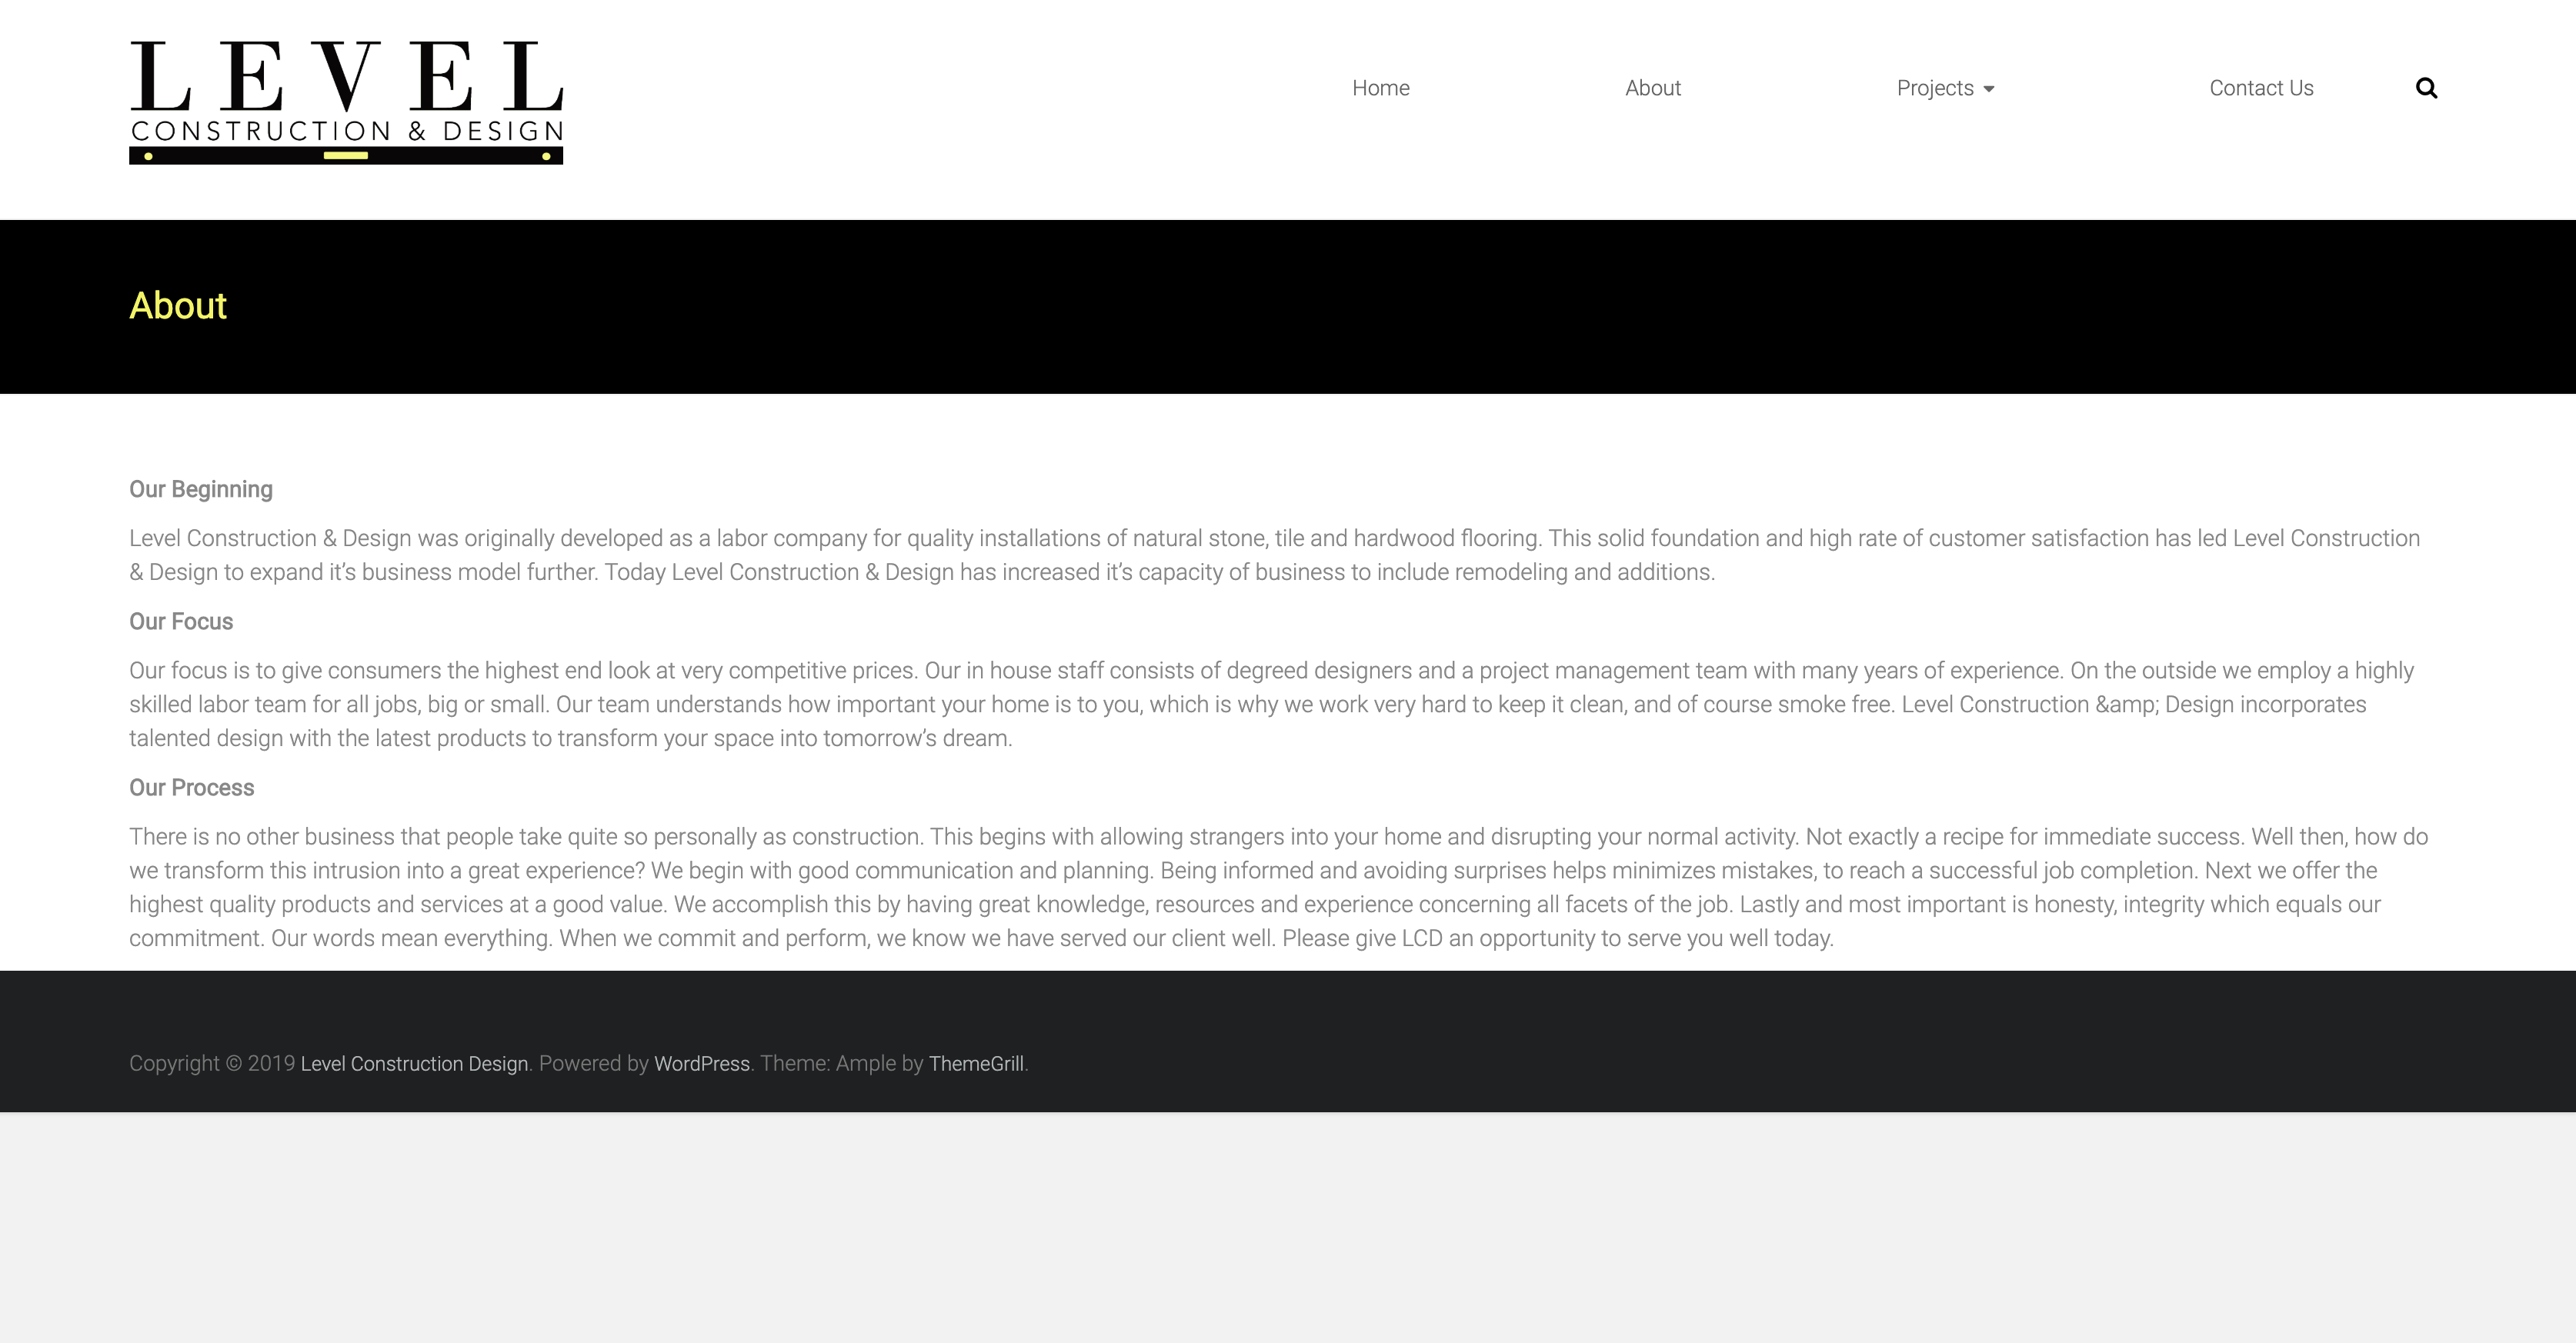 LEVEL
CONSTRUCTION & DESIGN
Home About Projects Contact Us
About
Our Beginning
Level Construction & Design was originally developed as a labor company for quality installations of natural stone, tile and hardwood flooring. This solid foundation and high rate of customer satisfaction has led Level Construction
& Design to expand it’s business model further. Today Level Construction & Design has increased it’s capacity of business to include remodeling and additions.
Our Focus
Our focus is to give consumers the highest end look at very competitive prices. Our in house staff consists of degreed designers and a project management team with many years of experience. On the outside we employ a highly
skilled labor team for all jobs, big or small. Our team understands how important your home is to you, which is why we work very hard to keep it clean, and of course smoke free. Level Construction &amp; Design incorporates
talented design with the latest products to transform your space into tomorrow’s dream.
Our Process
There is no other business that people take quite so personally as construction. This begins with allowing strangers into your home and disrupting your normal activity. Not exactly a recipe for immediate success. Well then, how do
we transform this intrusion into a great experience? We begin with good communication and planning. Being informed and avoiding surprises helps minimizes mistakes, to reach a successful job completion. Next we offer the
highest quality products and services at a good value. We accomplish this by having great knowledge, resources and experience concerning all facets of the job. Lastly and most important is honesty, integrity which equals our
commitment. Our words mean everything. When we commit and perform, we know we have served our client well. Please give LCD an opportunity to serve you well today.
Copyright © 2019 Level Construction Design. Powered by WordPress. Theme: Ample by ThemeGrill.